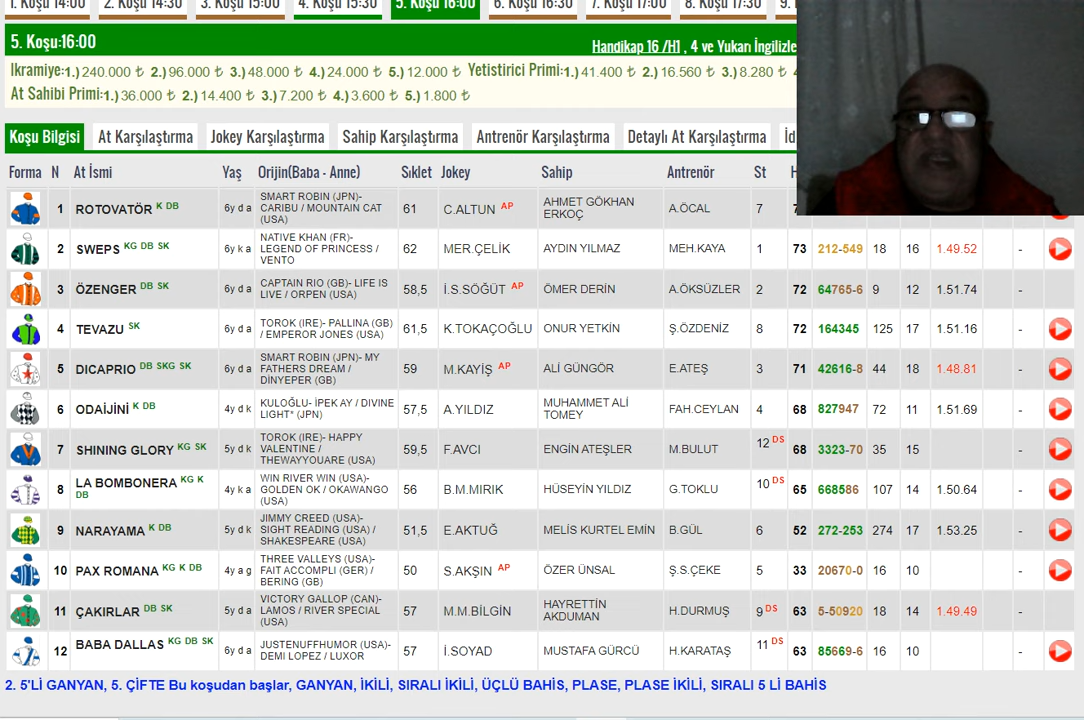 1. Koşu 14:00 2. Koşu 14:30 3. Koşu 15:00 4. Koşu 15:30 5. Koşu 16:00 6. Koşu 16:30 7. Koşu 17:00 8. Koşu 17:30 9.
5. Koşu:16:00
Handikap 16 /H1 , 4 ve Yukarı İngilizle
İkramiye:1.) 240.000 ₺ 2.) 96.000 ₺ 3.) 48.000 ₺ 4.) 24.000 ₺ 5.) 12.000 ₺ Yetistirici Primi:1.) 41.400 ₺ 2.) 16.560 ₺ 3.) 8.280 ₺
At Sahibi Primi:1.) 36.000 ₺ 2.) 14.400 ₺ 3.) 7.200 ₺ 4.) 3.600 ₺ 5.) 1.800 ₺
Koşu Bilgisi At Karşılaştırma Jokey Karşılaştırma Sahip Karşılaştırma Antrenör Karşılaştırma Detaylı At Karşılaştırma İd
Forma N At İsmi Yaş Orijin(Baba - Anne) Sıklet Jokey Sahip Antrenör St H
1 ROTOVATÖR K DB 6y d a SMART ROBIN (JPN)- CARIBU / MOUNTAIN CAT (USA) 61 C.ALTUN AP AHMET GÖKHAN ERKOÇ A.ÖCAL 7
2 SWEPS KG DB SK 6y k a NATIVE KHAN (FR)- LEGEND OF PRINCESS / VENTO 62 MER.ÇELİK AYDIN YILMAZ MEH.KAYA 1 73 212-549 18 16 1.49.52 -
3 ÖZENGER DB SK 6y d a CAPTAIN RIO (GB)- LIFE IS LIVE / ORPEN (USA) 58,5 İ.S.SÖĞÜT AP ÖMER DERİN A.ÖKSÜZLER 2 72 64765-6 9 12 1.51.74 -
4 TEVAZU SK 6y d a TOROK (IRE)- PALLINA (GB) / EMPEROR JONES (USA) 61,5 K.TOKAÇOĞLU ONUR YETKİN Ş.ÖZDENİZ 8 72 164345 125 17 1.51.16 -
5 DICAPRIO DB SKG SK 6y d a SMART ROBIN (JPN)- MY FATHERS DREAM / DİNYEPER (GB) 59 M.KAYİŞ AP ALİ GÜNGÖR E.ATEŞ 3 71 42616-8 44 18 1.48.81 -
6 ODAİJİNİ K DB 4y d k KULOĞLU- İPEK AY / DIVINE LIGHT* (JPN) 57,5 A.YILDIZ MUHAMMET ALİ TOMEY FAH.CEYLAN 4 68 827947 72 11 1.51.69 -
7 SHINING GLORY KG SK 5y d k TOROK (IRE)- HAPPY VALENTINE / THEWAYYOUARE (USA) 59,5 F.AVCI ENGİN ATEŞLER M.BULUT 12 DS 68 3323-70 35 15 -
8 LA BOMBONERA KG K DB 4y k a WIN RIVER WIN (USA)- GOLDEN OK / OKAWANGO (USA) 56 B.M.MIRIK HÜSEYİN YILDIZ G.TOKLU 10 DS 65 668586 107 14 1.50.64 -
9 NARAYAMA K DB 5y d k JIMMY CREED (USA)- SIGHT READING (USA) / SHAKESPEARE (USA) 51,5 E.AKTUĞ MELİS KURTEL EMİN B.GÜL 6 52 272-253 274 17 1.53.25 -
10 PAX ROMANA KG K DB 4y a g THREE VALLEYS (USA)- FAIT ACCOMPLI (GER) / BERING (GB) 50 S.AKŞIN AP ÖZER ÜNSAL Ş.S.ÇEKE 5 33 20670-0 16 10 -
11 ÇAKIRLAR DB SK 5y d a VICTORY GALLOP (CAN)- LAMOS / RIVER SPECIAL (USA) 57 M.M.BİLGİN HAYRETTİN AKDUMAN H.DURMUŞ 9 DS 63 5-50920 18 14 1.49.49 -
12 BABA DALLAS KG DB SK 6y d a JUSTENUFFHUMOR (USA)- DEMI LOPEZ / LUXOR 57 İ.SOYAD MUSTAFA GÜRCÜ H.KARATAŞ 11 DS 63 85669-6 16 10 -
2. 5'Lİ GANYAN, 5. ÇİFTE Bu koşudan başlar, GANYAN, İKİLİ, SIRALI İKİLİ, ÜÇLÜ BAHİS, PLASE, PLASE İKİLİ, SIRALI 5 Lİ BAHİS